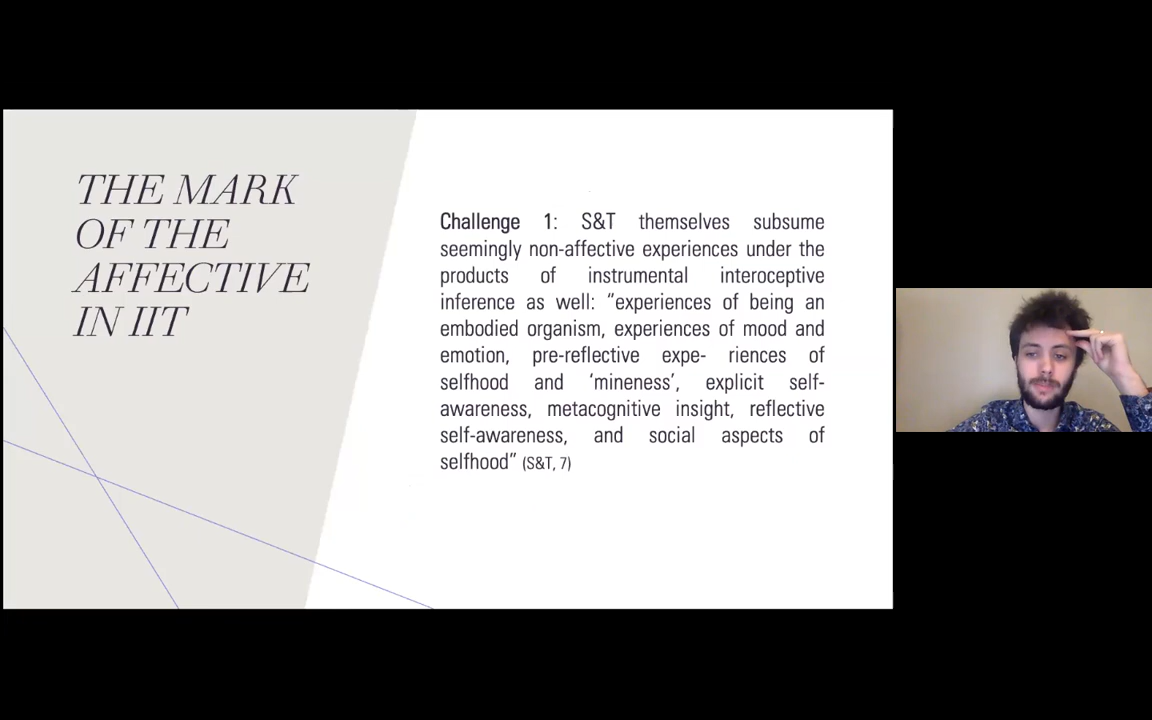 THE MARK
OF THE
AFFECTIVE
IN IIT
Challenge 1: S&T themselves subsume
seemingly non-affective experiences under the
products of instrumental interoceptive
inference as well: “experiences of being an
embodied organism, experiences of mood and
emotion, pre-reflective expe- riences of
selfhood and ‘mineness’, explicit self-
awareness, metacognitive insight, reflective
self-awareness, and social aspects of
selfhood” (S&T, 7)